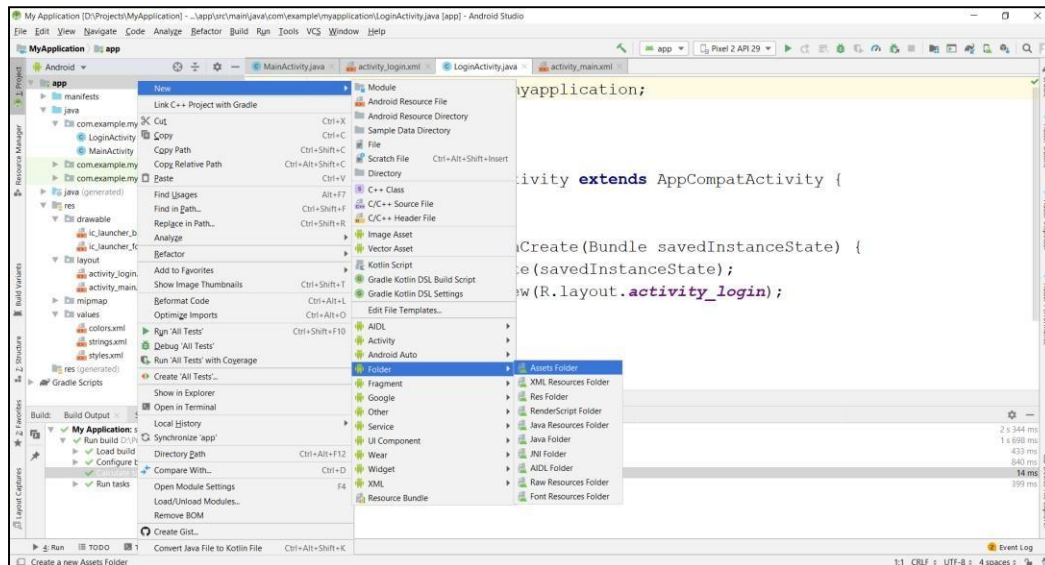 My Application [D:\Projects\MyApplication] - ...\app\src\main\java\com\example\myapplication\LoginActivity.java [app] - Android Studio
File Edit View Navigate Code Analyze Refactor Build Run Tools VCS Window Help
MyApplication app
app Pixel 2 API 29
Android
MainActivity.java activity_login.xml LoginActivity.java activity_main.xml
1: Project
Resource Manager
Build Variants
Z: Structure
2: Favorites
Layout Captures
app
manifests
java
com.example.my
LoginActivity
MainActivity
com.example.my
com.example.my
java (generated)
res
drawable
ic_launcher_b
ic_launcher_fo
layout
activity_login.
activity_main.
mipmap
values
colors.xml
strings.xml
styles.xml
res (generated)
Gradle Scripts
New
Link C++ Project with Gradle
Cut Ctrl+X
Copy Ctrl+C
Copy Path Ctrl+Shift+C
Copy Relative Path Ctrl+Alt+Shift+C
Paste Ctrl+V
Find Usages Alt+F7
Find in Path... Ctrl+Shift+F
Replace in Path... Ctrl+Shift+R
Analyze
Refactor
Add to Favorites
Show Image Thumbnails Ctrl+Shift+T
Reformat Code Ctrl+Alt+L
Optimize Imports Ctrl+Alt+O
Run 'All Tests' Ctrl+Shift+F10
Debug 'All Tests'
Run 'All Tests' with Coverage
Create 'All Tests'...
Show in Explorer
Open in Terminal
Local History
Synchronize 'app'
Directory Path Ctrl+Alt+F12
Compare With... Ctrl+D
Open Module Settings F4
Load/Unload Modules...
Remove BOM
Create Gist...
Convert Java File to Kotlin File Ctrl+Alt+Shift+K
Module
Android Resource File
Android Resource Directory
Sample Data Directory
File
Scratch File Ctrl+Alt+Shift+Insert
Directory
C++ Class
C/C++ Source File
C/C++ Header File
Image Asset
Vector Asset
Kotlin Script
Gradle Kotlin DSL Build Script
Gradle Kotlin DSL Settings
Edit File Templates...
AIDL
Activity
Android Auto
Folder
Fragment
Google
Other
Service
UI Component
Wear
Widget
XML
Resource Bundle
Assets Folder
XML Resources Folder
Res Folder
RenderScript Folder
Java Resources Folder
Java Folder
JNI Folder
AIDL Folder
Raw Resources Folder
Font Resources Folder
myapplication;
ivity extends AppCompatActivity {
nCreate(Bundle savedInstanceState) {
te(savedInstanceState);
ew(R.layout.activity_login);
Build: Build Output
My Application: s 2 s 344 ms
Run build D:\P 1 s 698 ms
Load build 433 ms
Configure b 840 ms
14 ms
Run tasks 399 ms
4: Run TODO Event Log
Create a new Assets Folder 1:1 CRLF UTF-8 4 spaces